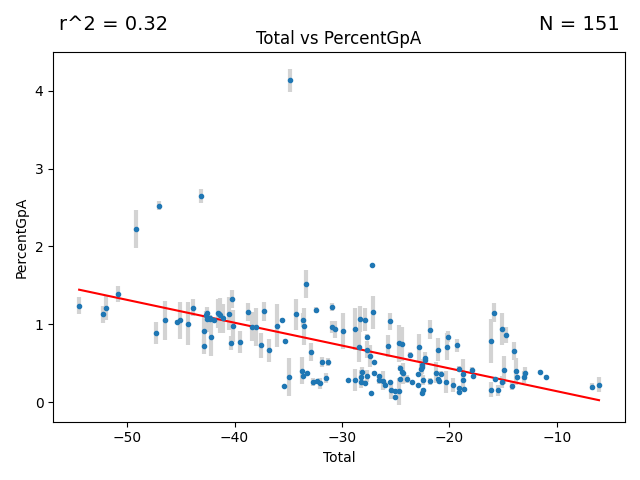 r^2 = 0.32
N = 151
Total vs PercentGpA
PercentGpA
4
3
2
1
0
−50
−40
−30
−20
−10
Total